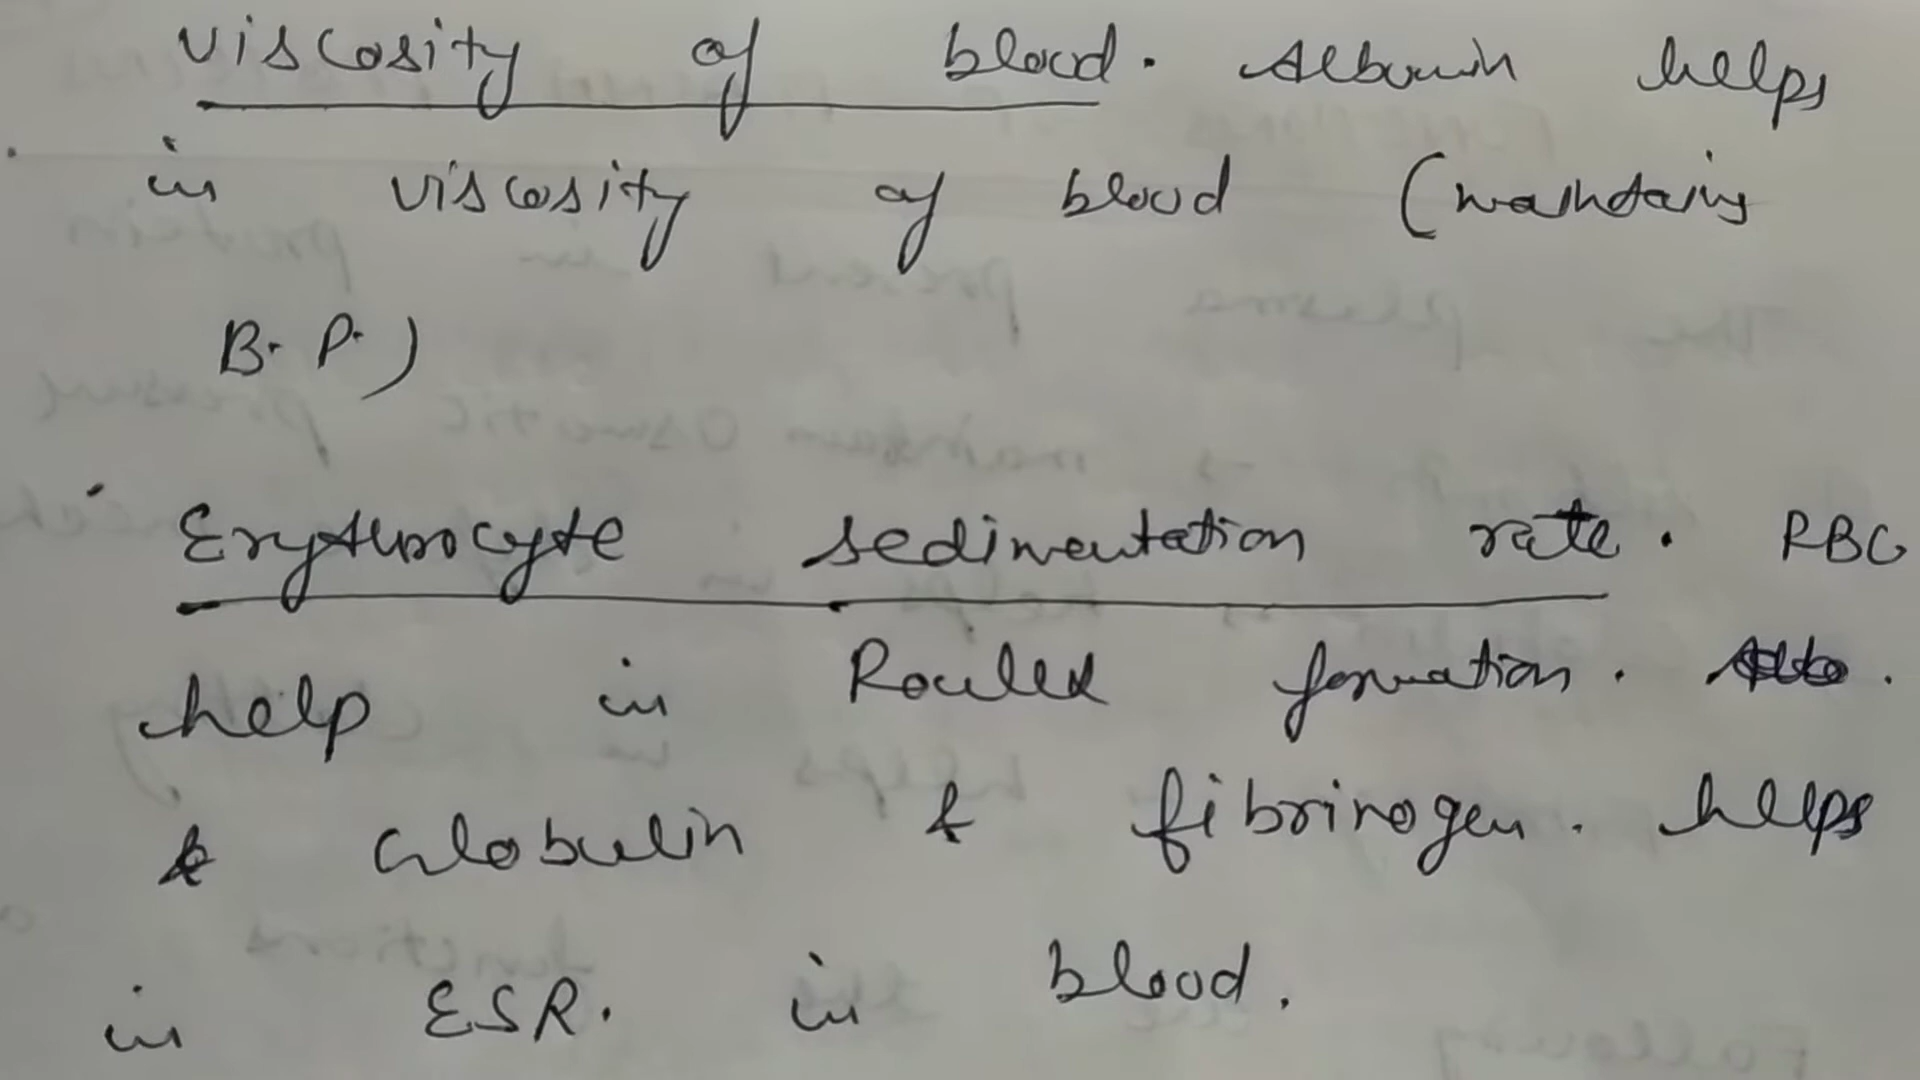 viscosity of blood. Albumin helps
in viscosity of blood (maintains
B.P.)
Erythrocyte sedimentation rate. RBC
help in Roulex formation.
& Globulin & fibrinogen. helps
in ESR. in blood.